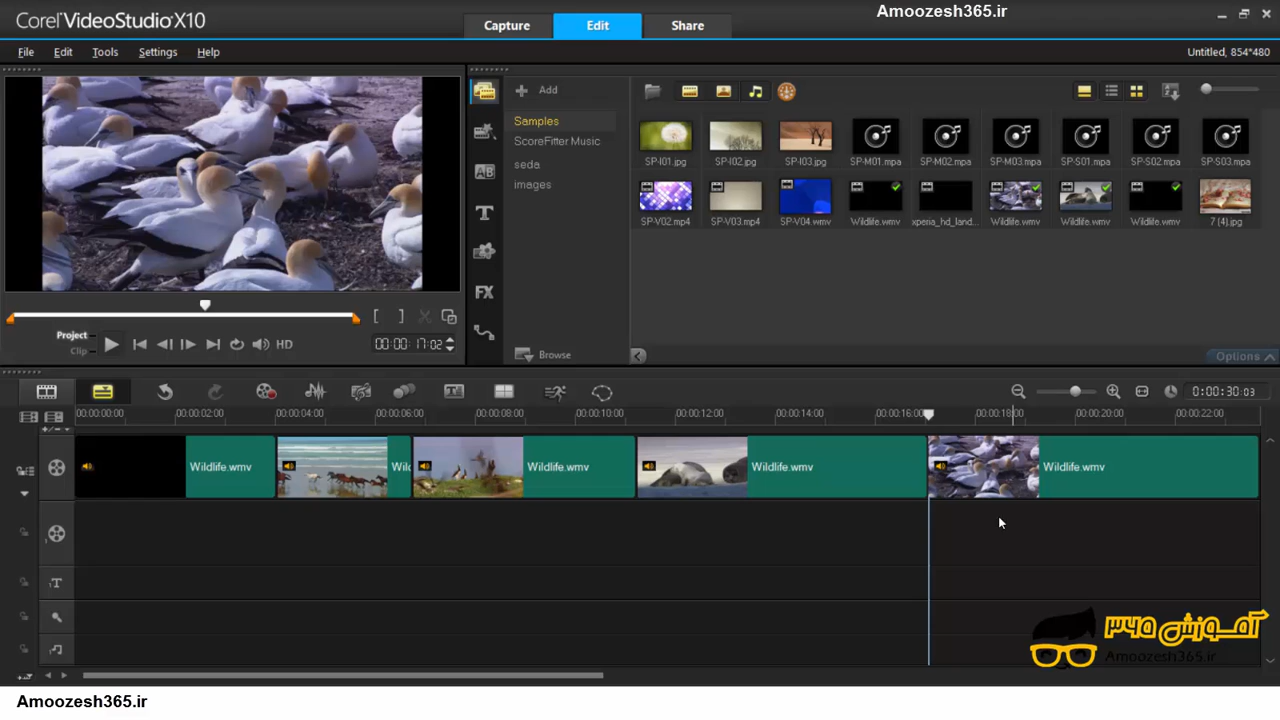 Corel VideoStudio X10
Capture
Edit
Share
Amoozesh365.ir
File
Edit
Tools
Settings
Help
Untitled, 854*480
Add
Samples
ScoreFitter Music
seda
images
Browse
SP-I01.jpg
SP-I02.jpg
SP-I03.jpg
SP-M01.mpa
SP-M02.mpa
SP-M03.mpa
SP-S01.mpa
SP-S02.mpa
SP-S03.mpa
SP-V02.mp4
SP-V03.mp4
SP-V04.wmv
Wildlife.wmv
xperia_hd_land...
Wildlife.wmv
Wildlife.wmv
Wildlife.wmv
7 (4).jpg
Options
Project
Clip
HD
00:00:17:02
0:00:30:03
00:00:00:00
00:00:02:00
00:00:04:00
00:00:06:00
00:00:08:00
00:00:10:00
00:00:12:00
00:00:14:00
00:00:16:00
00:00:18:00
00:00:20:00
00:00:22:00
Wildlife.wmv
Wildlife.wmv
Wildlife.wmv
Wildlife.wmv
آموزش ۳۶۵
Amoozesh365.ir
Amoozesh365.ir